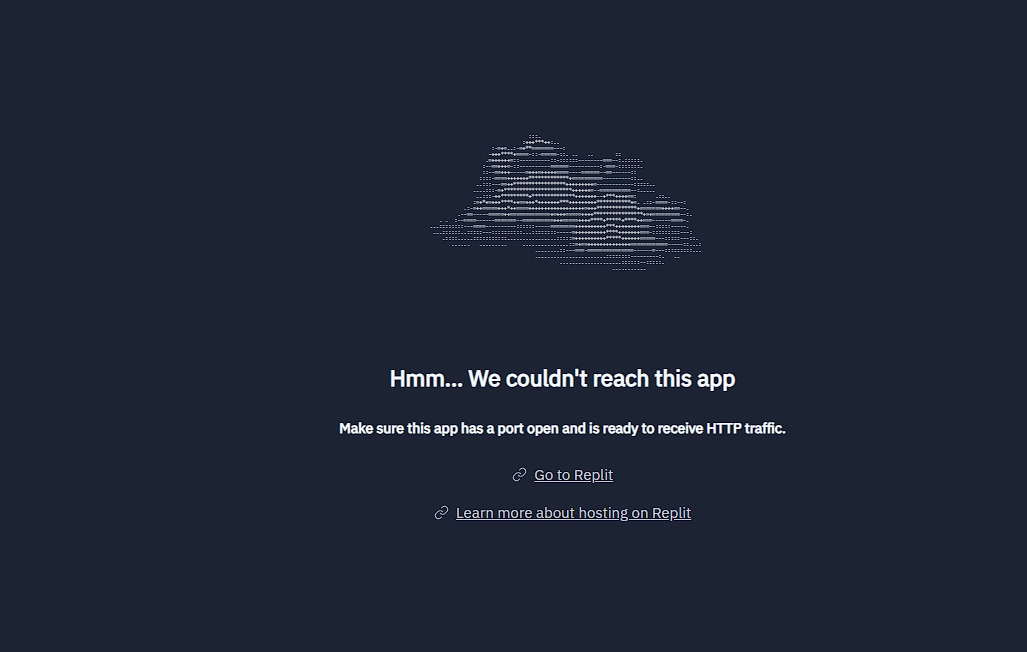 Hmm... We couldn't reach this app
Make sure this app has a port open and is ready to receive HTTP traffic.
Go to Replit
Learn more about hosting on Replit